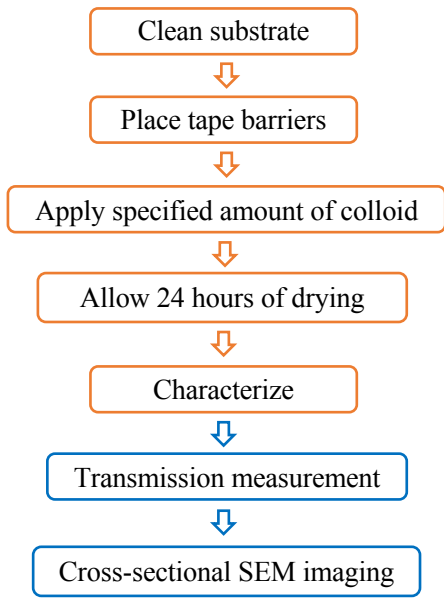 Clean substrate
Place tape barriers
Apply specified amount of colloid
Allow 24 hours of drying
Characterize
Transmission measurement
Cross-sectional SEM imaging